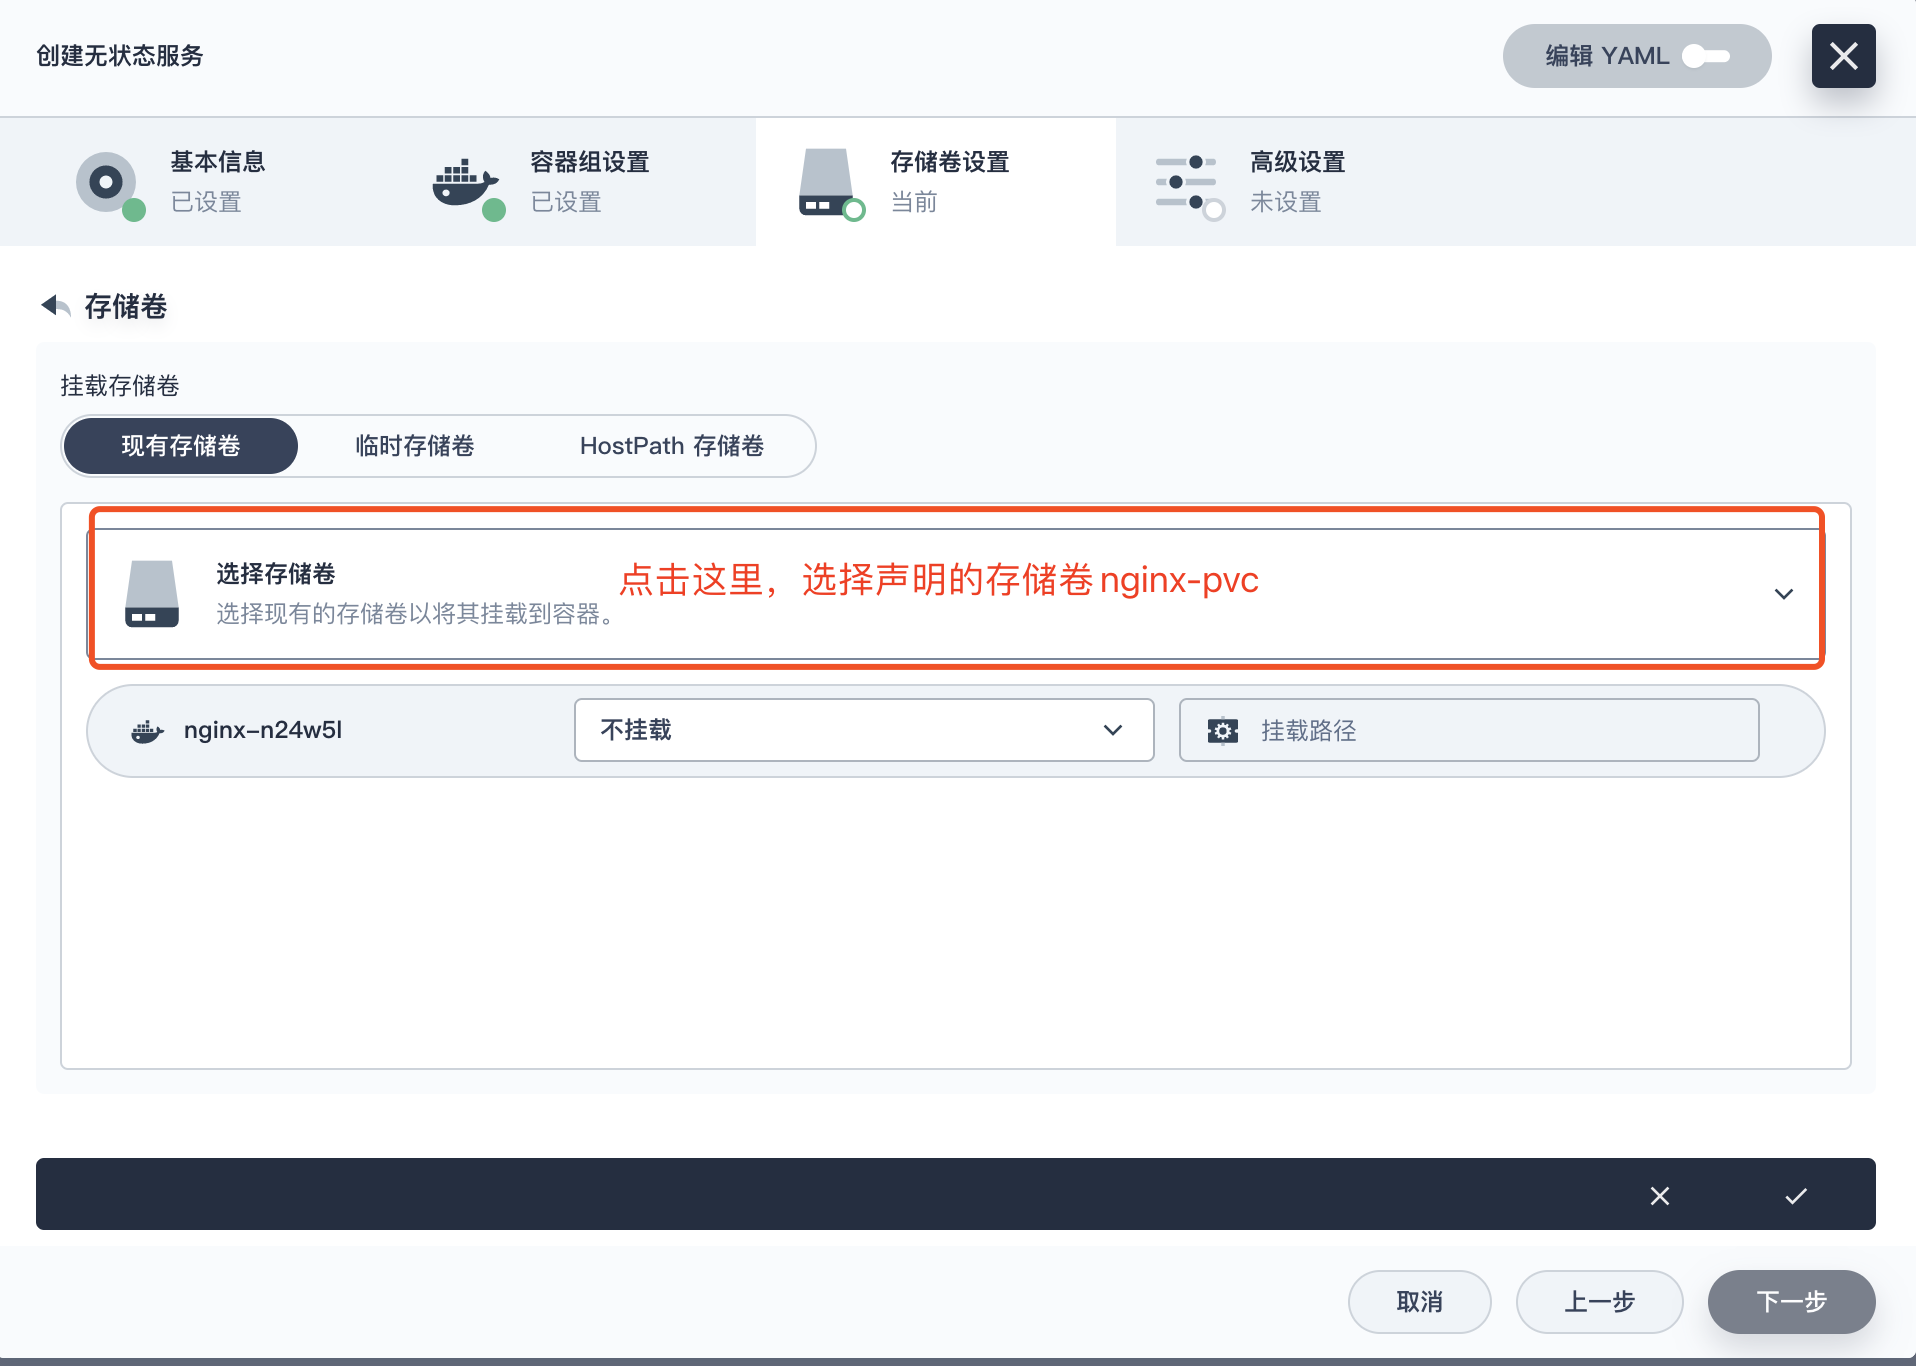 创建无状态服务
编辑 YAML
基本信息
已设置
容器组设置
已设置
存储卷设置
当前
高级设置
未设置
存储卷
挂载存储卷
现有存储卷
临时存储卷
HostPath 存储卷
选择存储卷
选择现有的存储卷以将其挂载到容器。
点击这里，选择声明的存储卷nginx-pvc
nginx-n24w5l
不挂载
挂载路径
取消
上一步
下一步